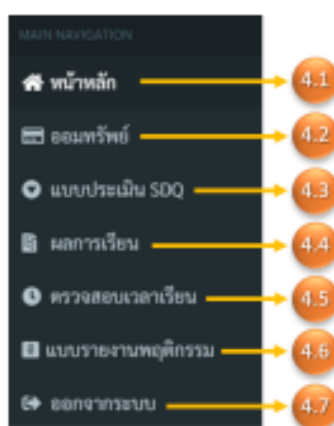 MAIN NAVIGATION
หน้าหลัก 4.1
ออมทรัพย์ 4.2
แบบประเมิน SDQ 4.3
ผลการเรียน 4.4
ตรวจสอบเวลาเรียน 4.5
แบบรายงานพฤติกรรม 4.6
ออกจากระบบ 4.7